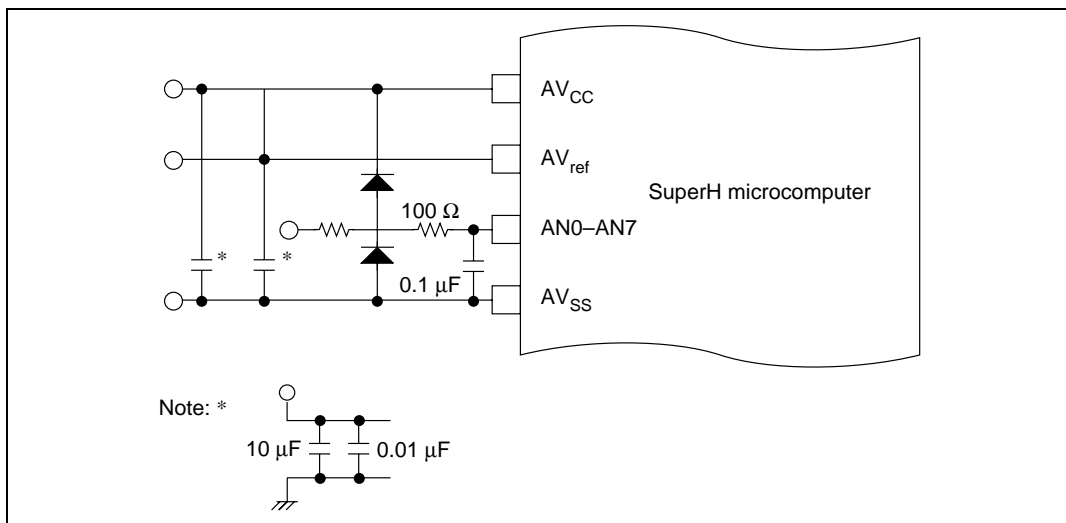 AVCC
AVref
SuperH microcomputer
100 Ω
AN0–AN7
* *
0.1 μF
AVSS
Note: *
10 μF 0.01 μF